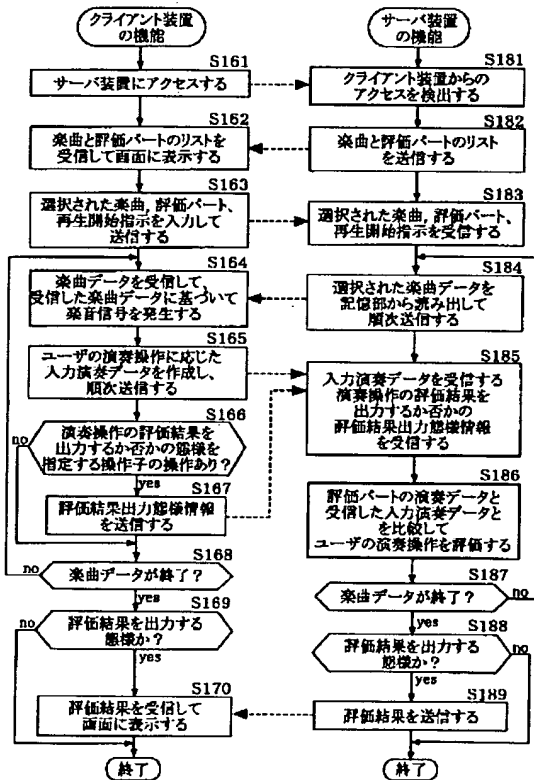 クライアント装置
の機能
S161
サーバ装置にアクセスする
S162
楽曲と評価パートのリストを
受信して画面に表示する
S163
選択された楽曲,評価パート、
再生開始指示を入力して
送信する
S164
楽曲データを受信して、
受信した楽曲データに基づいて
楽音信号を発生する
S165
ユーザの演奏操作に応じた
入力演奏データを作成し、
順次送信する
S166
演奏操作の評価結果を
出力するか否かの態様を
指定する操作子の操作あり?
no
yes
S167
評価結果出力態様情報
を送信する
S168
楽曲データが終了?
no
yes
S169
評価結果を出力する
態様か?
no
yes
S170
評価結果を受信して
画面に表示する
終了
サーバ装置
の機能
S181
クライアント装置からの
アクセスを検出する
S182
楽曲と評価パートのリスト
を送信する
S183
選択された楽曲,評価パート、
再生開始指示を受信する
S184
選択された楽曲データを
記憶部から読み出して
順次送信する
S185
入力演奏データを受信する
演奏操作の評価結果を
出力するか否かの
評価結果出力態様情報
を受信する
S186
評価パートの演奏データと
受信した入力演奏データと
を比較して
ユーザの演奏操作を評価する
S187
楽曲データが終了?
no
yes
S188
評価結果を出力する
態様か?
no
yes
S189
評価結果を送信する
終了